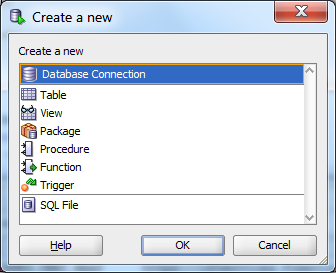 Create a new
Create a new
Database Connection
Table
View
Package
Procedure
Function
Trigger
SQL File
Help
OK
Cancel